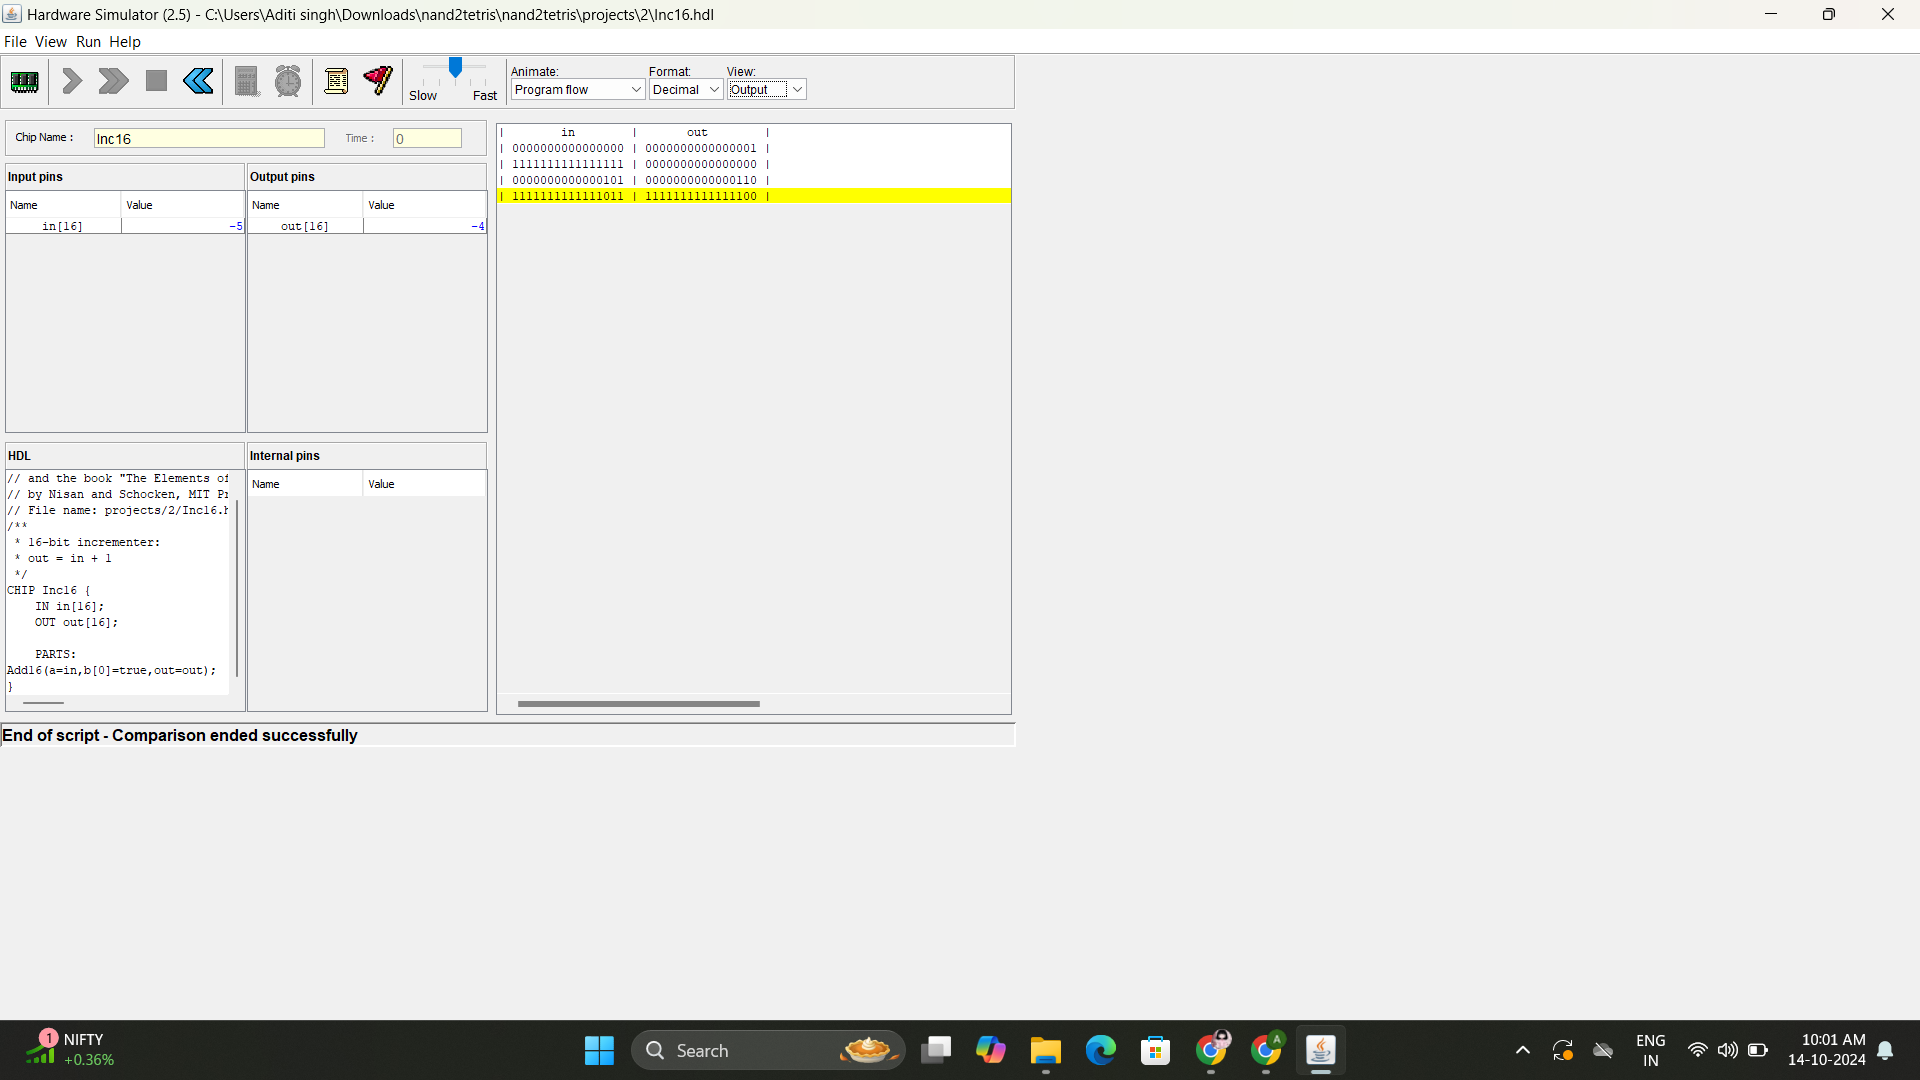 Hardware Simulator (2.5) - C:\Users\Aditi singh\Downloads\nand2tetris\nand2tetris\projects\2\Inc16.hdl
File View Run Help
Slow Fast
Animate: Format: View:
Program flow Decimal Output
Chip Name : Inc16 Time : 0
Input pins Output pins
Name Value Name Value
in[16] -5 out[16] -4
| in | out |
| 0000000000000000 | 0000000000000001 |
| 1111111111111111 | 0000000000000000 |
| 0000000000000101 | 0000000000000110 |
| 1111111111111011 | 1111111111111100 |
HDL Internal pins
Name Value
// and the book "The Elements of
// by Nisan and Schocken, MIT Pr
// File name: projects/2/Inc16.h
/**
* 16-bit incrementer:
* out = in + 1
*/
CHIP Inc16 {
IN in[16];
OUT out[16];
PARTS:
Add16(a=in,b[0]=true,out=out);
}
End of script - Comparison ended successfully
1 NIFTY
+0.36%
Search
A
ENG
IN
10:01 AM
14-10-2024